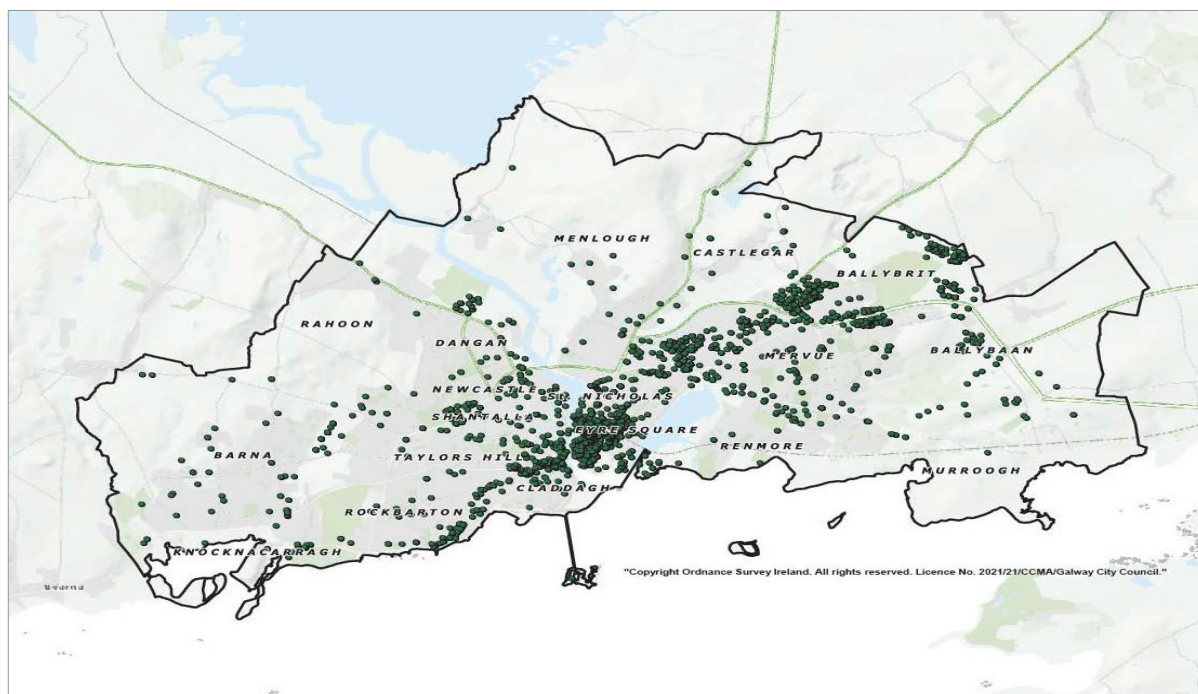 MENLOUGH
CASTLEGAR
BALLYBRIT
RAHOON
DANGAN
MERVUE
BALLYBAAN
NEWCASTLE
ST. NICHOLAS
SHANTALLA
EYRE SQUARE
RENMORE
BARNA
TAYLORS HILL
MURROOGH
CLADDAGH
ROCKBARTON
KNOCKNACARRAGH
"Copyright Ordnance Survey Ireland. All rights reserved. Licence No. 2021/21/CCMA/Galway City Council."